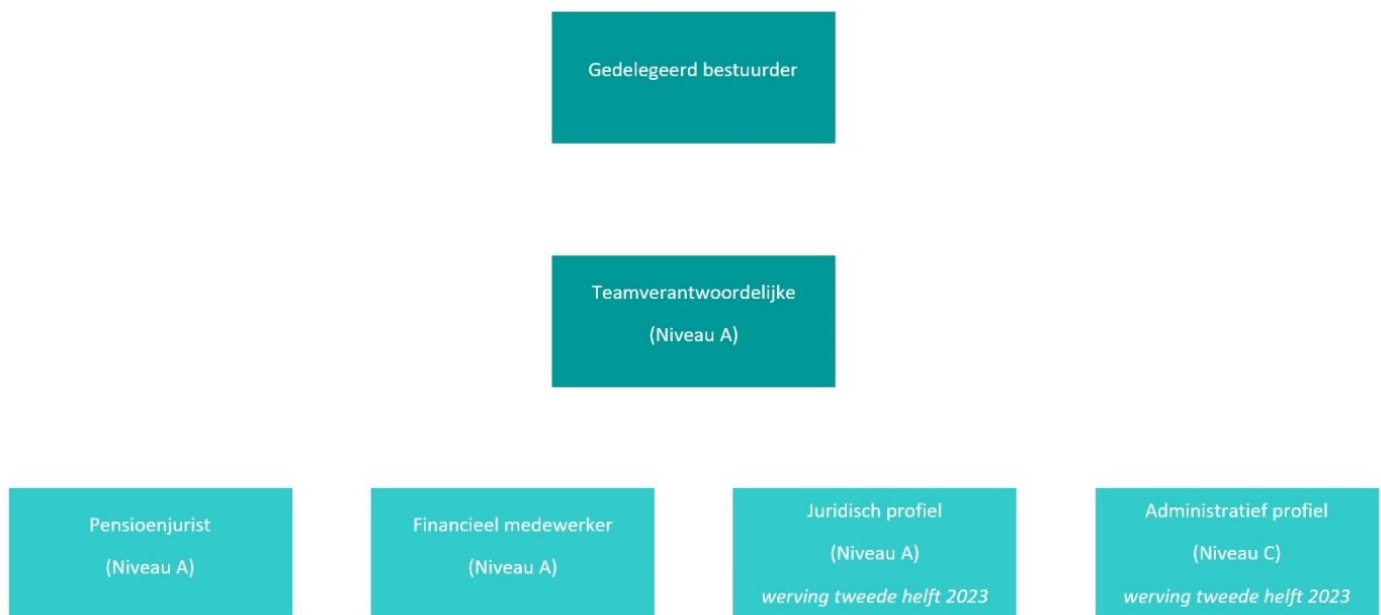 Gedelegeerd bestuurder
Teamverantwoordelijke
(Niveau A)
Pensioenjurist
(Niveau A)
Financieel medewerker
(Niveau A)
Juridisch profiel
(Niveau A)
werving tweede helft 2023
Administratief profiel
(Niveau C)
werving tweede helft 2023